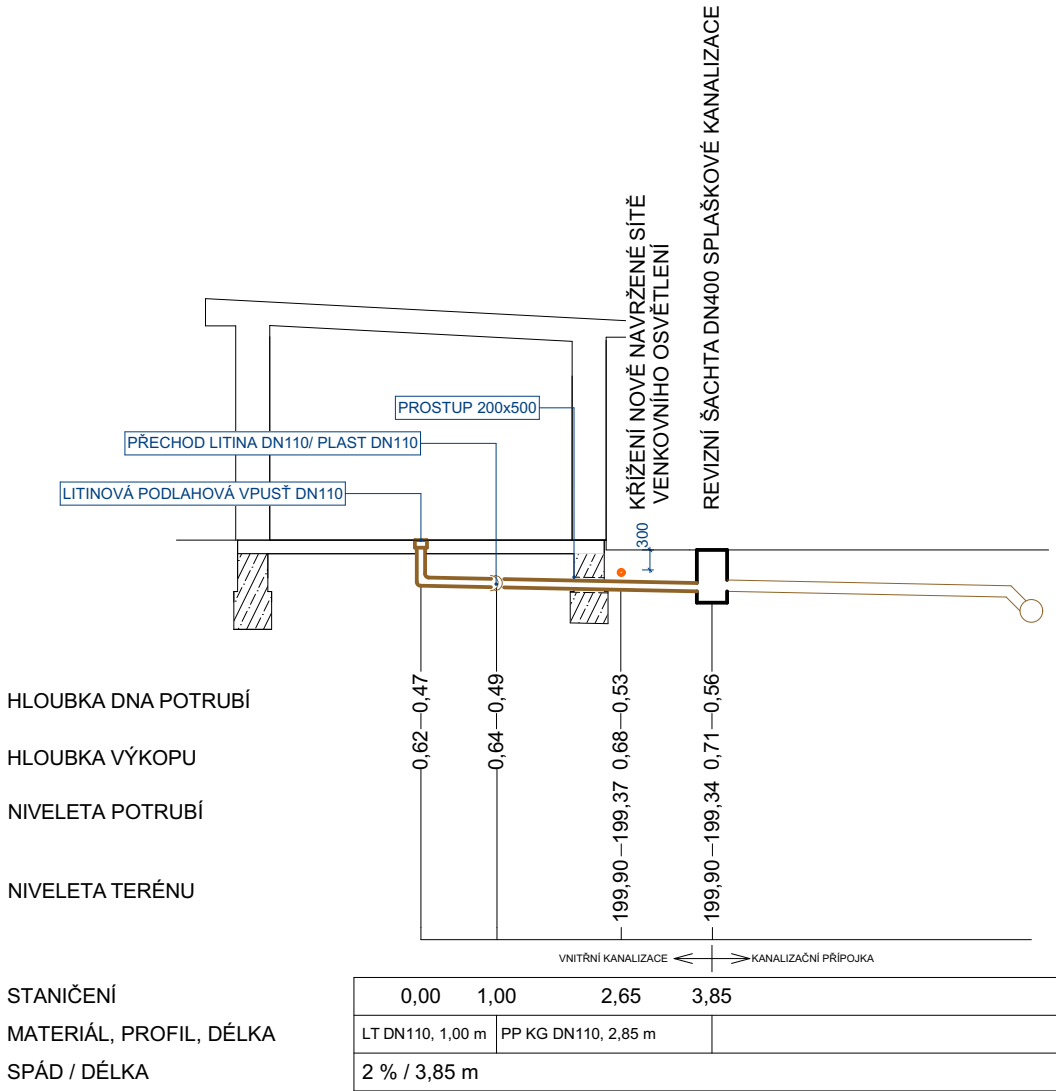 REVIZNÍ ŠACHTA DN400 SPLAŠKOVÉ KANALIZACE
KŘÍŽENÍ NOVĚ NAVRŽENÉ SÍTĚ
VENKOVNÍHO OSVĚTLENÍ
PROSTUP 200x500
PŘECHOD LITINA DN110/ PLAST DN110
LITINOVÁ PODLAHOVÁ VPUSŤ DN110
300
HLOUBKA DNA POTRUBÍ
0,47 0,49 0,53 0,56
HLOUBKA VÝKOPU
0,62 0,64 0,68 0,71
NIVELETA POTRUBÍ
199,37 199,34
NIVELETA TERÉNU
199,90 199,90
VNITŘNÍ KANALIZACE KANALIZAČNÍ PŘÍPOJKA
STANIČENÍ 0,00 1,00 2,65 3,85
MATERIÁL, PROFIL, DÉLKA LT DN110, 1,00 m PP KG DN110, 2,85 m
SPÁD / DÉLKA 2 % / 3,85 m